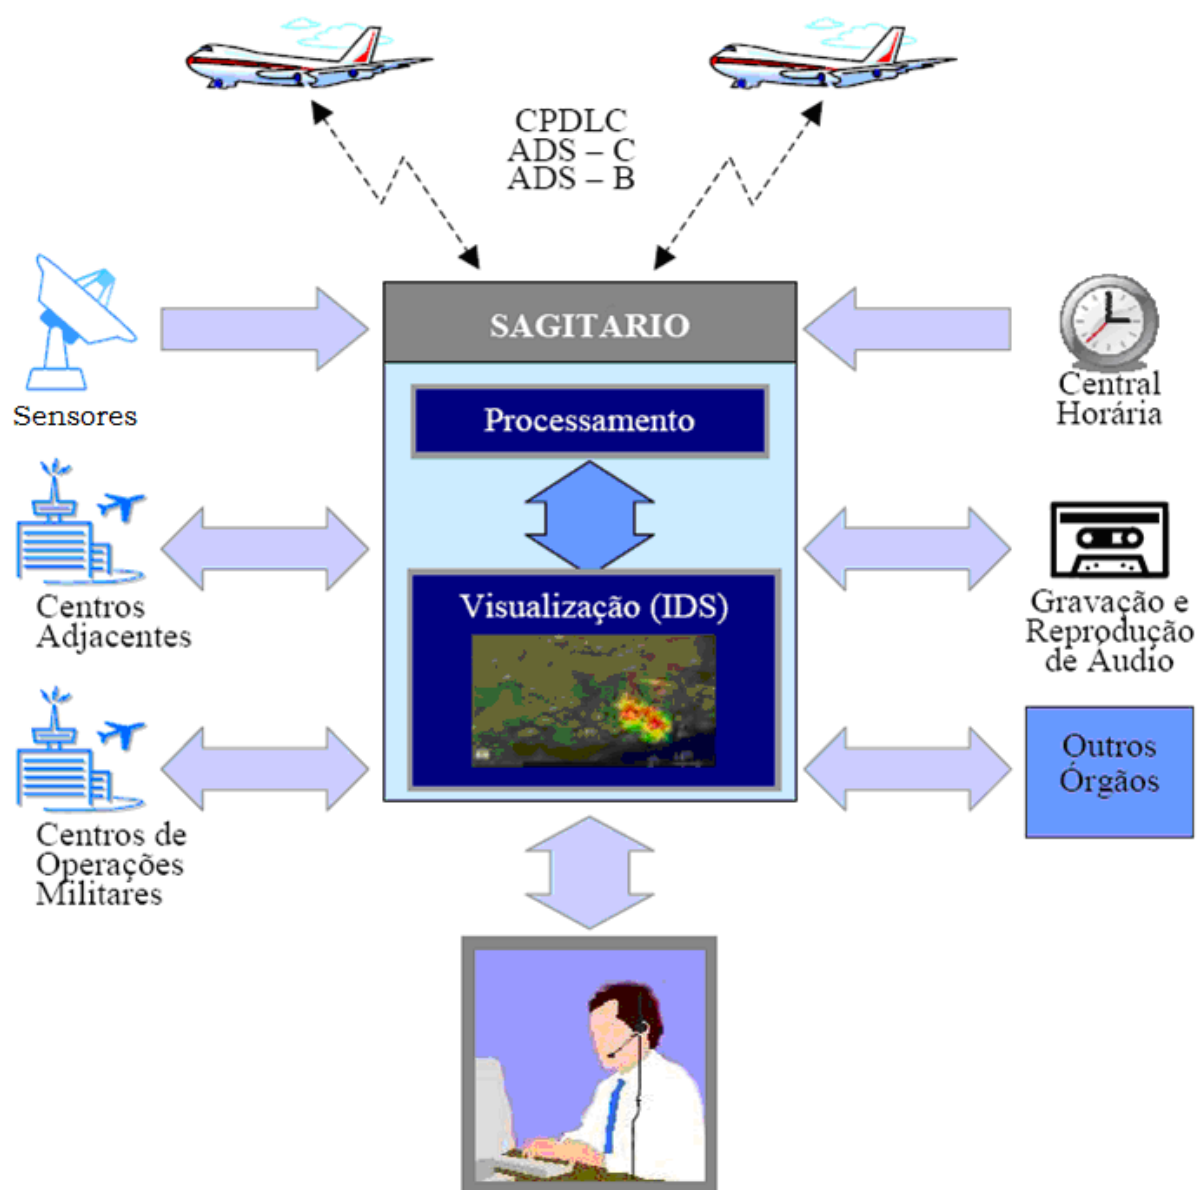 CPDLC
ADS – C
ADS – B
SAGITARIO
Sensores
Central
Horária
Processamento
Centros
Adjacentes
Visualização (IDS)
Gravação e
Reprodução
de Áudio
Centros de
Operações
Militares
Outros
Órgãos